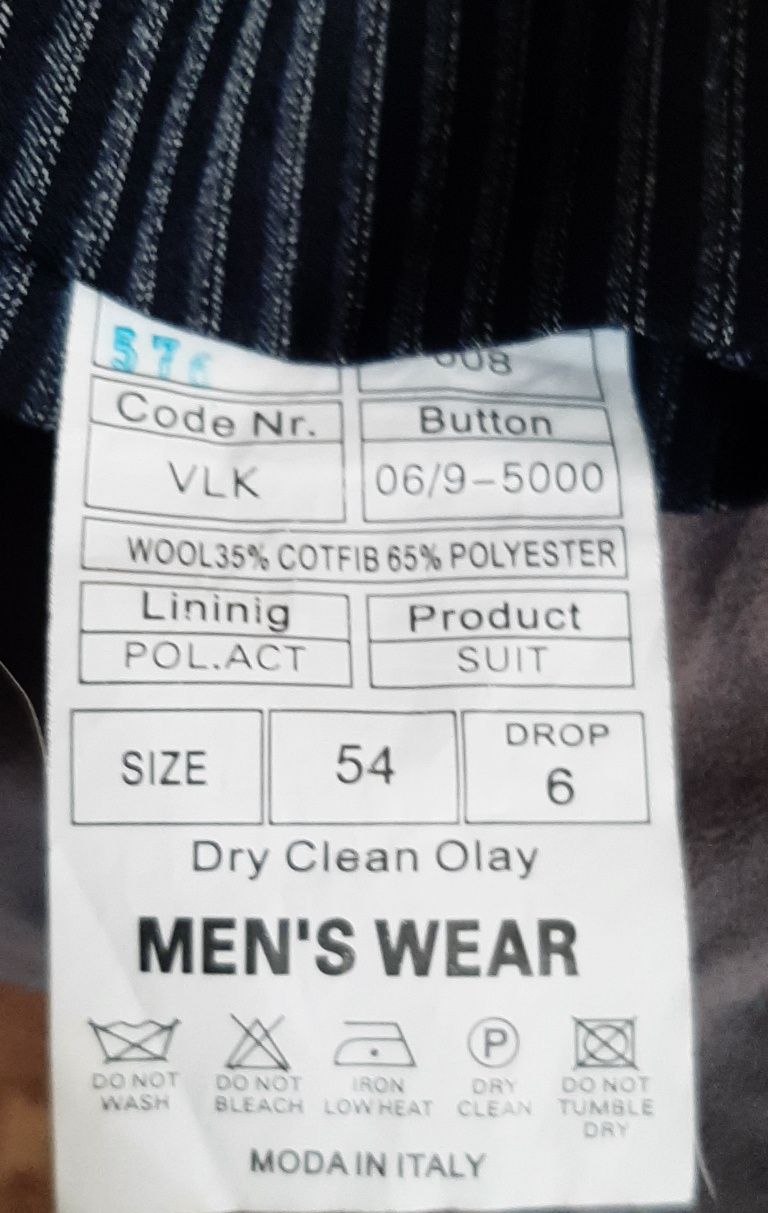 57
08
Code Nr. Button
VLK 06/9-5000
WOOL35% COTFIB 65% POLYESTER
Lininig Product
POL.ACT SUIT
SIZE 54 DROP 6
Dry Clean Olay
MEN'S WEAR
P
DO NOT WASH
DO NOT BLEACH
IRON LOW HEAT
DRY CLEAN
DO NOT TUMBLE DRY
MODA IN ITALY